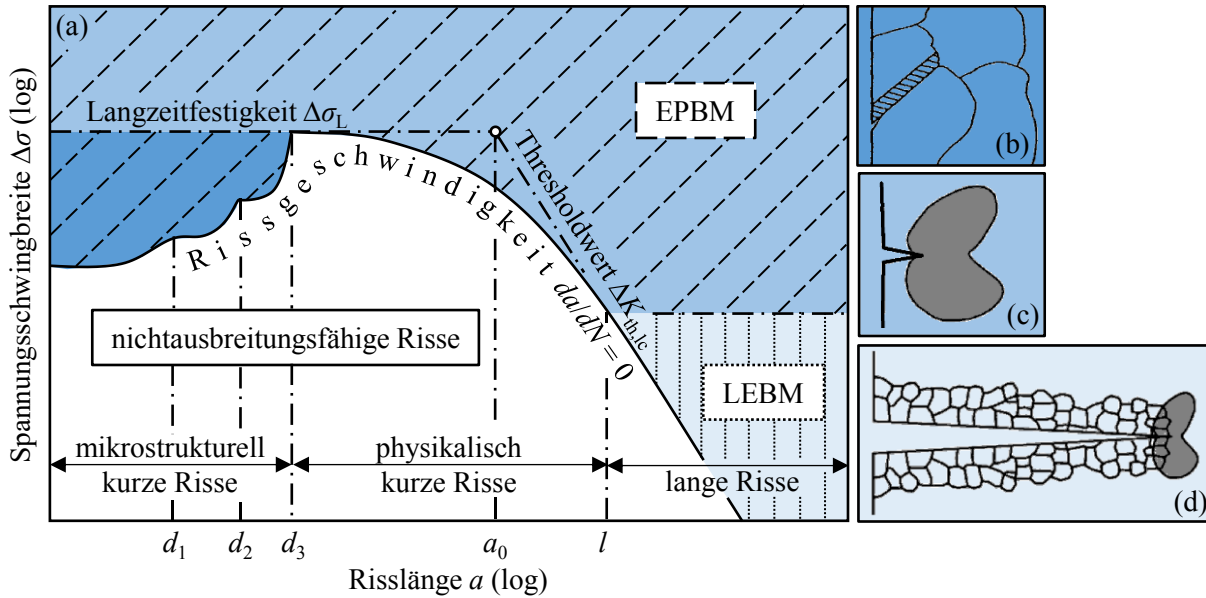 (a)
Langzeitfestigkeit ΔσL
EPBM
Thresholdwert ΔKth,lc
Rissgeschwindigkeit da/dN = 0
nichtausbreitungsfähige Risse
LEBM
mikrostrukturell
kurze Risse
physikalisch
kurze Risse
lange Risse
d1
d2
d3
a0
l
Risslänge a (log)
Spannungsschwingbreite Δσ (log)
(b)
(c)
(d)